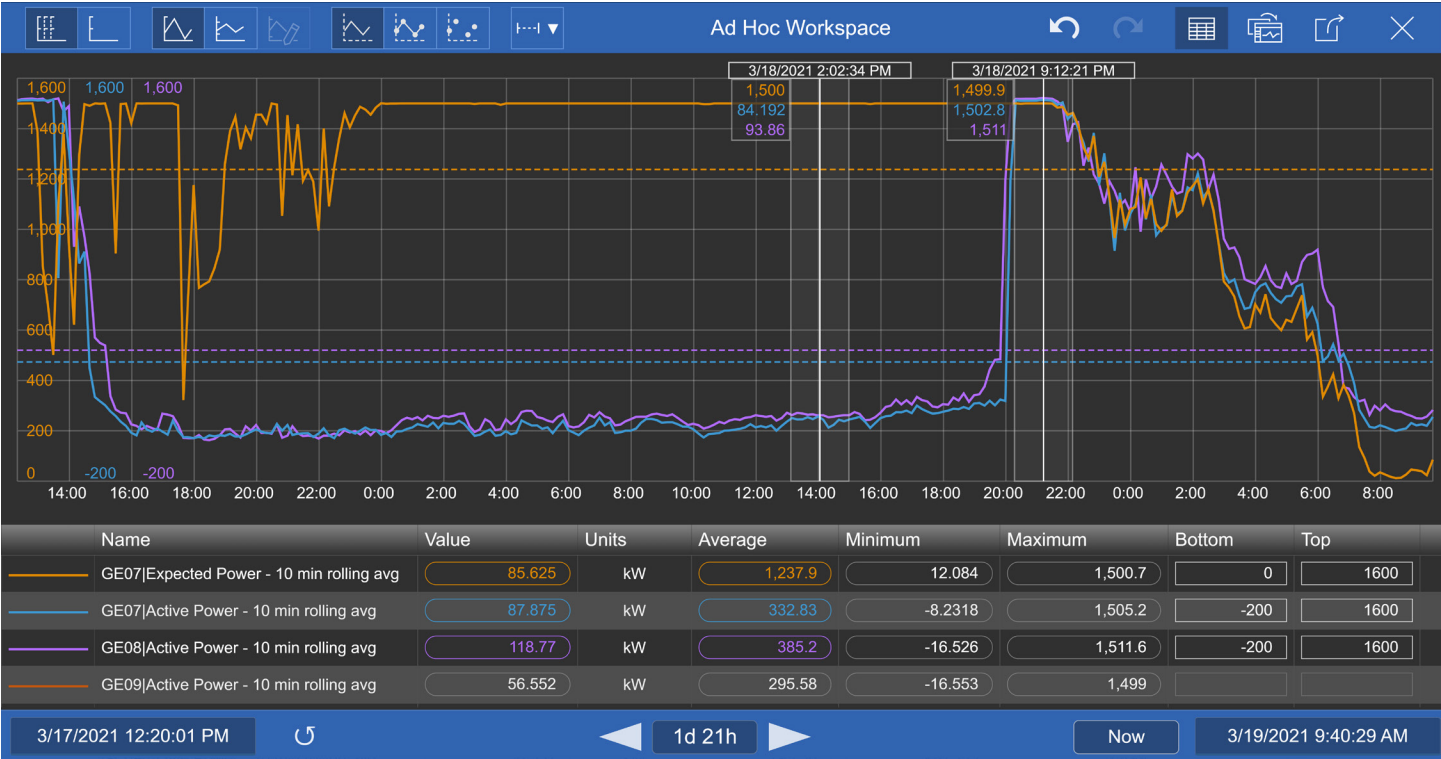 Ad Hoc Workspace
3/18/2021 2:02:34 PM
3/18/2021 9:12:21 PM
1,600 1,600 1,600
1,500
84.192
93.86
1,499.9
1,502.8
1,511
1,400
1,200
1,000
800
600
400
200
0 -200 -200
14:00 16:00 18:00 20:00 22:00 0:00 2:00 4:00 6:00 8:00 10:00 12:00 14:00 16:00 18:00 20:00 22:00 0:00 2:00 4:00 6:00 8:00
Name Value Units Average Minimum Maximum Bottom Top
GE07|Expected Power - 10 min rolling avg 85.625 kW 1,237.9 12.084 1,500.7 0 1600
GE07|Active Power - 10 min rolling avg 87.875 kW 332.83 -8.2318 1,505.2 -200 1600
GE08|Active Power - 10 min rolling avg 118.77 kW 385.2 -16.526 1,511.6 -200 1600
GE09|Active Power - 10 min rolling avg 56.552 kW 295.58 -16.553 1,499
3/17/2021 12:20:01 PM 1d 21h Now 3/19/2021 9:40:29 AM